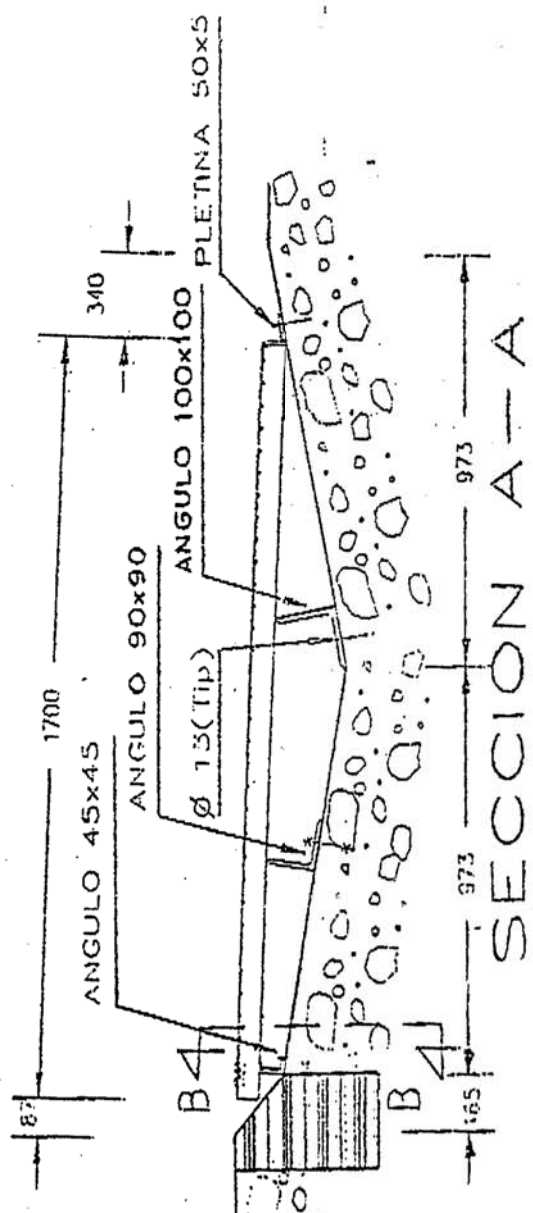 87
1700
340
ANGULO 45x45
ANGULO 90x90
Ø 13(Tip)
ANGULO 100x100
PLETINA 50x5
B
B
165
973
973
SECCION A-A